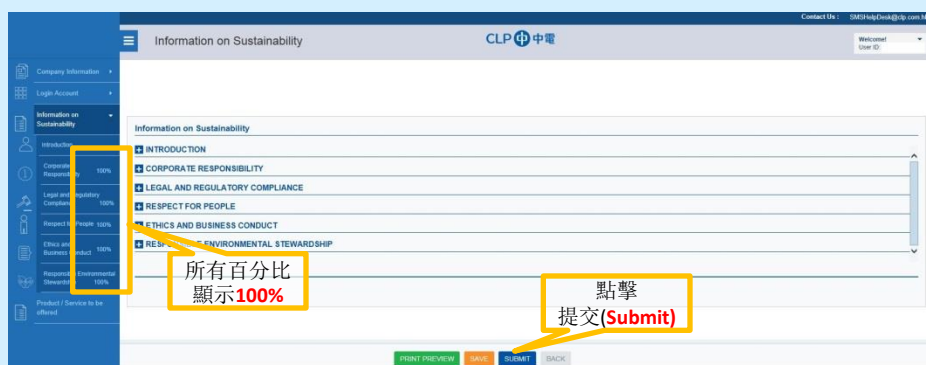 Contact Us : SMSHelpDesk@clp.com.hk
Information on Sustainability
CLP 中電
Welcome!
User ID:
Company Information
Login Account
Information on
Sustainability
Introduction
Corporate
Responsibility 100%
Legal and Regulatory
Compliance 100%
Respect for People 100%
Ethics and
Business Conduct 100%
Responsible Environmental
Stewardship 100%
Product / Service to be
offered
Information on Sustainability
INTRODUCTION
CORPORATE RESPONSIBILITY
LEGAL AND REGULATORY COMPLIANCE
RESPECT FOR PEOPLE
ETHICS AND BUSINESS CONDUCT
RESPONSIBLE ENVIRONMENTAL STEWARDSHIP
所有百分比
顯示100%
點擊
提交(Submit)
PRINT PREVIEW
SAVE
SUBMIT
BACK